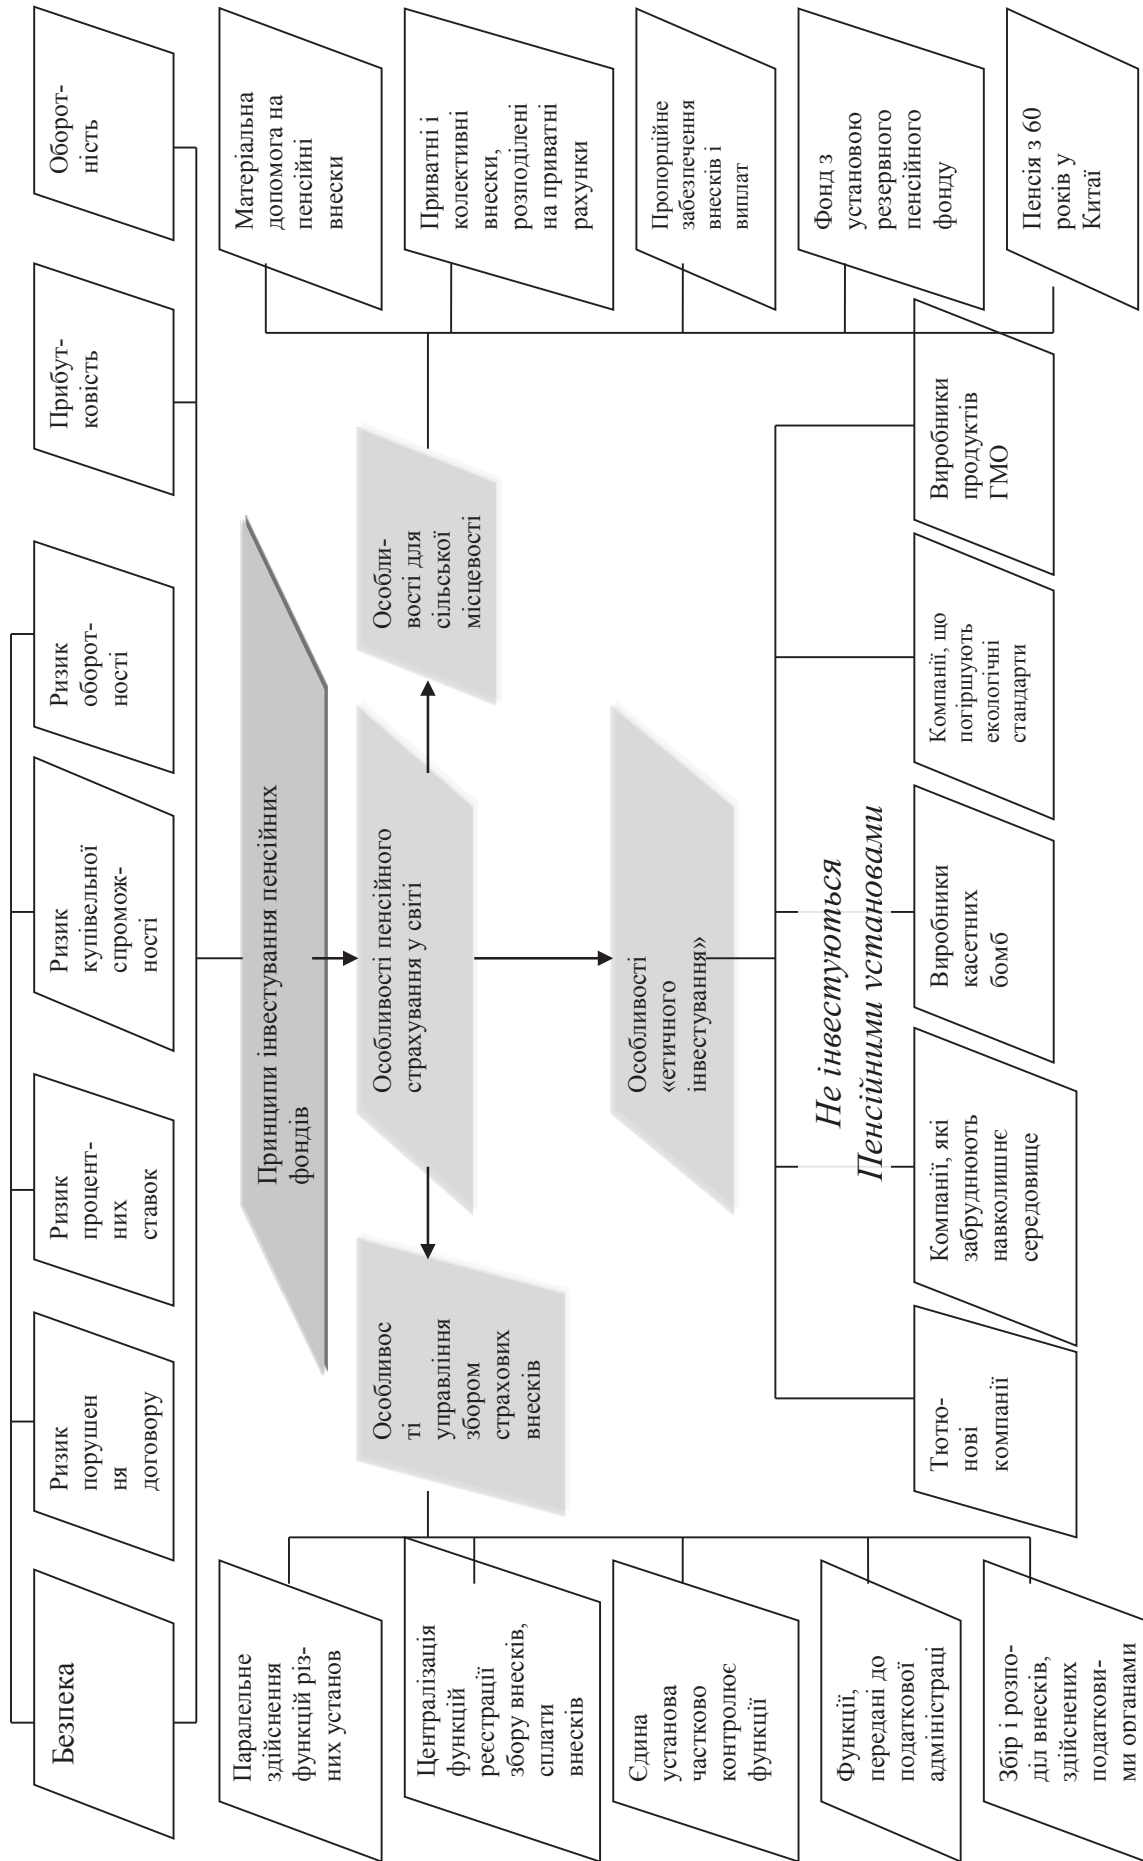 Безпека
Ризик
порушен
ня
договору
Ризик
процент-
них
ставок
Ризик
купівельної
спромож-
ності
Ризик
оборот-
ності
Прибут-
ковість
Оборот-
ність
Принципи інвестування пенсійних
фондів
Паралельне
здійснення
функцій різ-
них установ
Централізація
функцій
реєстрації
збору внесків,
сплати
внесків
Єдина
установа
частково
контролює
функції
Функції,
передані до
податкової
адміністраці
Збір і розпо-
діл внесків,
здійснених
податкови-
ми органами
Особливос
ті
управління
збором
страхових
внесків
Особливості пенсійного
страхування у світі
Особли-
вості для
сільської
місцевості
Матеріальна
допомога на
пенсійні
внески
Приватні і
колективні
внески,
розподілені
на приватні
рахунки
Пропорційне
забезпечення
внесків і
виплат
Фонд з
установою
резервного
пенсійного
фонду
Пенсія з 60
років у
Китаї
Особливості
«етичного
інвестування»
Не інвестуються
Пенсійними установами
Тютю-
нові
компанії
Компанії, які
забруднюють
навколишнє
середовище
Виробники
касетних
бомб
Компанії, що
погіршують
екологічні
стандарти
Виробники
продуктів
ГМО